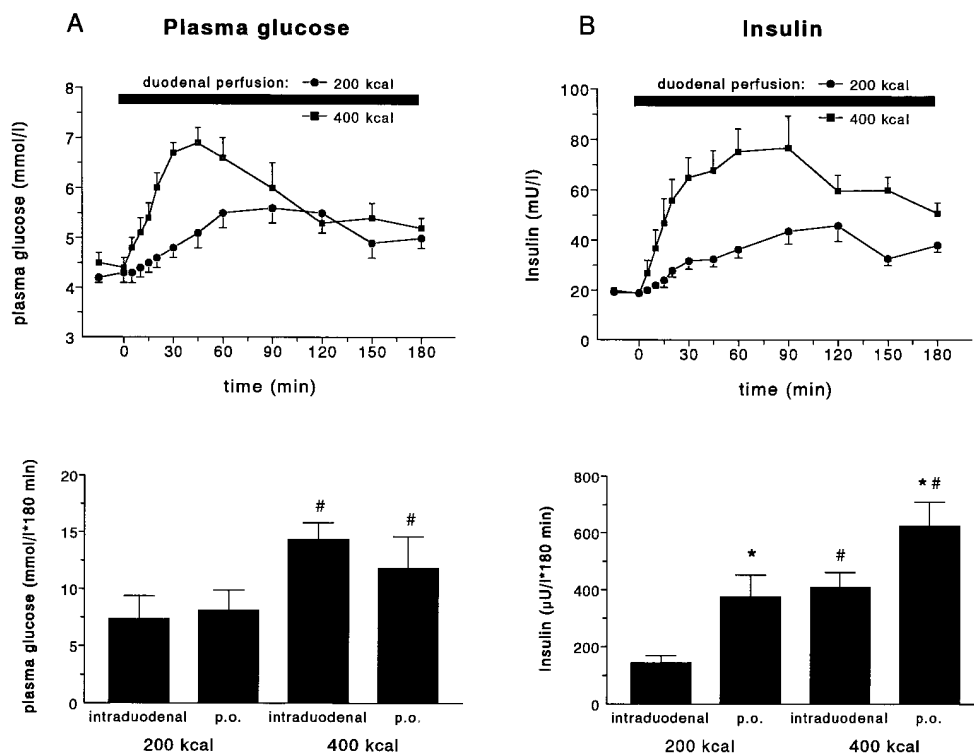 A
Plasma glucose
duodenal perfusion:
200 kcal
400 kcal
plasma glucose (mmol/l)
8
7
6
5
4
3
0
30
60
90
120
150
180
time (min)
B
Insulin
duodenal perfusion:
200 kcal
400 kcal
Insulin (mU/l)
100
80
60
40
20
0
0
30
60
90
120
150
180
time (min)
plasma glucose (mmol/l*180 min)
20
15
10
5
0
#
#
intraduodenal
p.o.
intraduodenal
p.o.
200 kcal
400 kcal
Insulin (µU/l*180 min)
800
600
400
200
0
*
#
* #
intraduodenal
p.o.
intraduodenal
p.o.
200 kcal
400 kcal